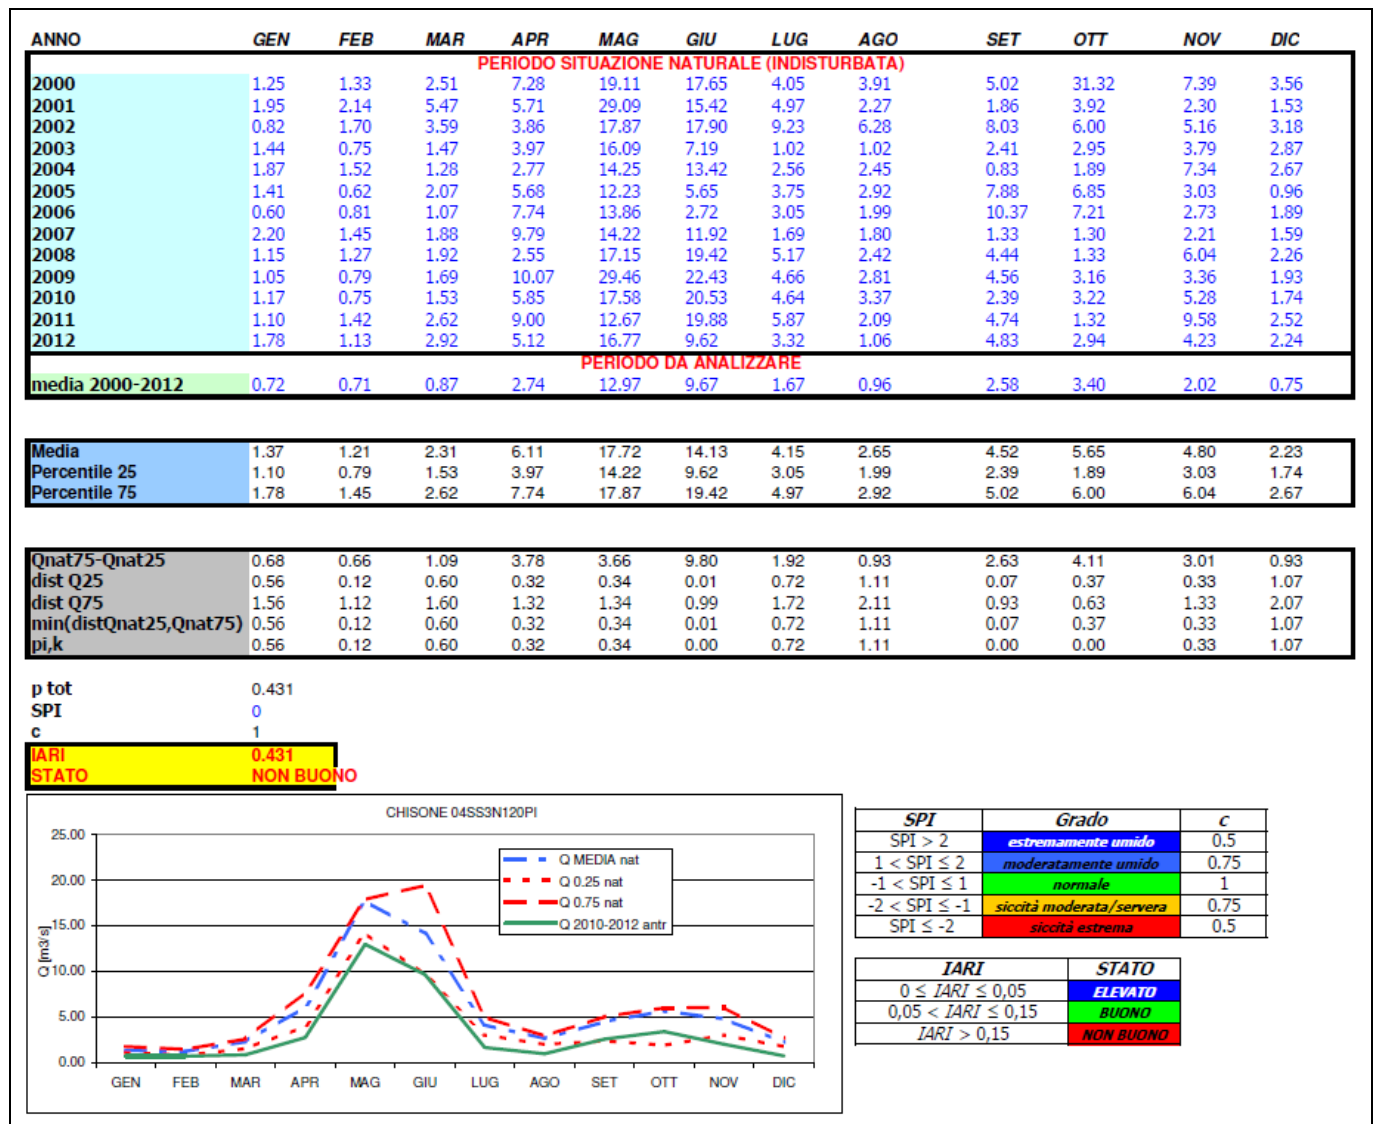 ANNO GEN FEB MAR APR MAG GIU LUG AGO SET OTT NOV DIC
PERIODO SITUAZIONE NATURALE (INDISTURBATA)
2000 1.25 1.33 2.51 7.28 19.11 17.65 4.05 3.91 5.02 31.32 7.39 3.56
2001 1.95 2.14 5.47 5.71 29.09 15.42 4.97 2.27 1.86 3.92 2.30 1.53
2002 0.82 1.70 3.59 3.86 17.87 17.90 9.23 6.28 8.03 6.00 5.16 3.18
2003 1.44 0.75 1.47 3.97 16.09 7.19 1.02 1.02 2.41 2.95 3.79 2.87
2004 1.87 1.52 1.28 2.77 14.25 13.42 2.56 2.45 0.83 1.89 7.34 2.67
2005 1.41 0.62 2.07 5.68 12.23 5.65 3.75 2.92 7.88 6.85 3.03 0.96
2006 0.60 0.81 1.07 7.74 13.86 2.72 3.05 1.99 10.37 7.21 2.73 1.89
2007 2.20 1.45 1.88 9.79 14.22 11.92 1.69 1.80 1.33 1.30 2.21 1.59
2008 1.15 1.27 1.92 2.55 17.15 19.42 5.17 2.42 4.44 1.33 6.04 2.26
2009 1.05 0.79 1.69 10.07 29.46 22.43 4.66 2.81 4.56 3.16 3.36 1.93
2010 1.17 0.75 1.53 5.85 17.58 20.53 4.64 3.37 2.39 3.22 5.28 1.74
2011 1.10 1.42 2.62 9.00 12.67 19.88 5.87 2.09 4.74 1.32 9.58 2.52
2012 1.78 1.13 2.92 5.12 16.77 9.62 3.32 1.06 4.83 2.94 4.23 2.24
PERIODO DA ANALIZZARE
media 2000-2012 0.72 0.71 0.87 2.74 12.97 9.67 1.67 0.96 2.58 3.40 2.02 0.75
Media 1.37 1.21 2.31 6.11 17.72 14.13 4.15 2.65 4.52 5.65 4.80 2.23
Percentile 25 1.10 0.79 1.53 3.97 14.22 9.62 3.05 1.99 2.39 1.89 3.03 1.74
Percentile 75 1.78 1.45 2.62 7.74 17.87 19.42 4.97 2.92 5.02 6.00 6.04 2.67
Qnat75-Qnat25 0.68 0.66 1.09 3.78 3.66 9.80 1.92 0.93 2.63 4.11 3.01 0.93
dist Q25 0.56 0.12 0.60 0.32 0.34 0.01 0.72 1.11 0.07 0.37 0.33 1.07
dist Q75 1.56 1.12 1.60 1.32 1.34 0.99 1.72 2.11 0.93 0.63 1.33 2.07
min(distQnat25,Qnat75) 0.56 0.12 0.60 0.32 0.34 0.01 0.72 1.11 0.07 0.37 0.33 1.07
pi,k 0.56 0.12 0.60 0.32 0.34 0.00 0.72 1.11 0.00 0.00 0.33 1.07
p tot 0.431
SPI 0
c 1
IARI 0.431
STATO NON BUONO
CHISONE 04SS3N120PI
25.00
20.00
15.00
10.00
5.00
0.00
Q [m3/s]
Q MEDIA nat
Q 0.25 nat
Q 0.75 nat
Q 2010-2012 antr
GEN FEB MAR APR MAG GIU LUG AGO SET OTT NOV DIC
SPI Grado c
SPI > 2 estremamente umido 0.5
1 < SPI ≤ 2 moderatamente umido 0.75
-1 < SPI ≤ 1 normale 1
-2 < SPI ≤ -1 siccità moderata/servera 0.75
SPI ≤ -2 siccità estrema 0.5
IARI STATO
0 ≤ IARI ≤ 0,05 ELEVATO
0,05 < IARI ≤ 0,15 BUONO
IARI > 0,15 NON BUONO